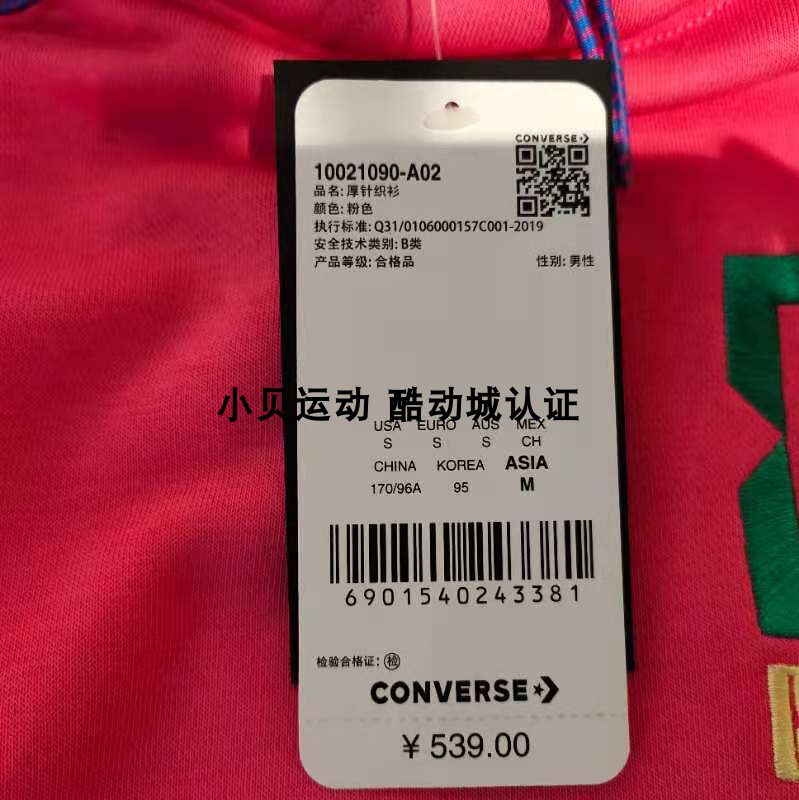 CONVERSE
10021090-A02
品名: 厚针织衫
颜色: 粉色
执行标准: Q31/0106000157C001-2019
安全技术类别: B类
产品等级: 合格品 性别: 男性
小贝运动 酷动城认证
USA EURO AUS MEX
S S S CH
CHINA KOREA ASIA
170/96A 95 M
6901540243381
检验合格证: 检
CONVERSE
¥ 539.00